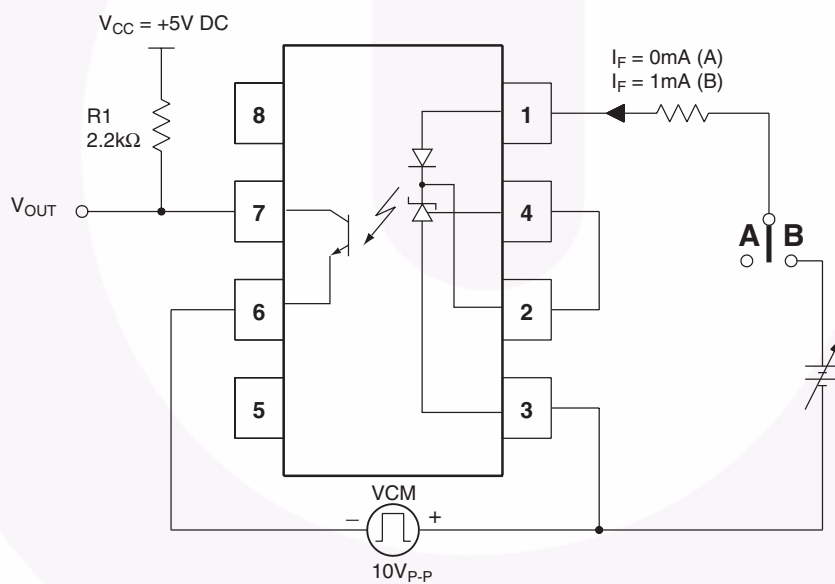 V_CC = +5V DC
R1
2.2kΩ
V_OUT
8
7
6
5
1
4
2
3
I_F = 0mA (A)
I_F = 1mA (B)
A B
VCM
– +
10V_P-P